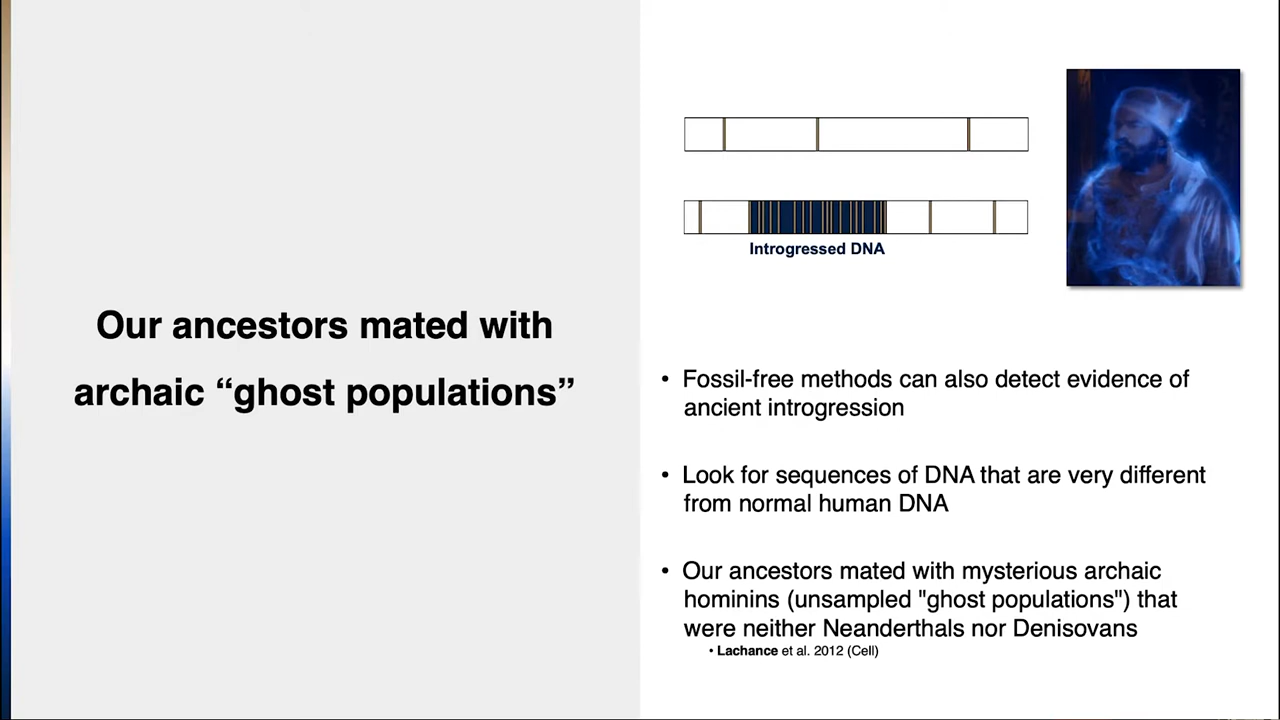 Our ancestors mated with
archaic “ghost populations”
Introgressed DNA
• Fossil-free methods can also detect evidence of
ancient introgression
• Look for sequences of DNA that are very different
from normal human DNA
• Our ancestors mated with mysterious archaic
hominins (unsampled "ghost populations") that
were neither Neanderthals nor Denisovans
• Lachance et al. 2012 (Cell)